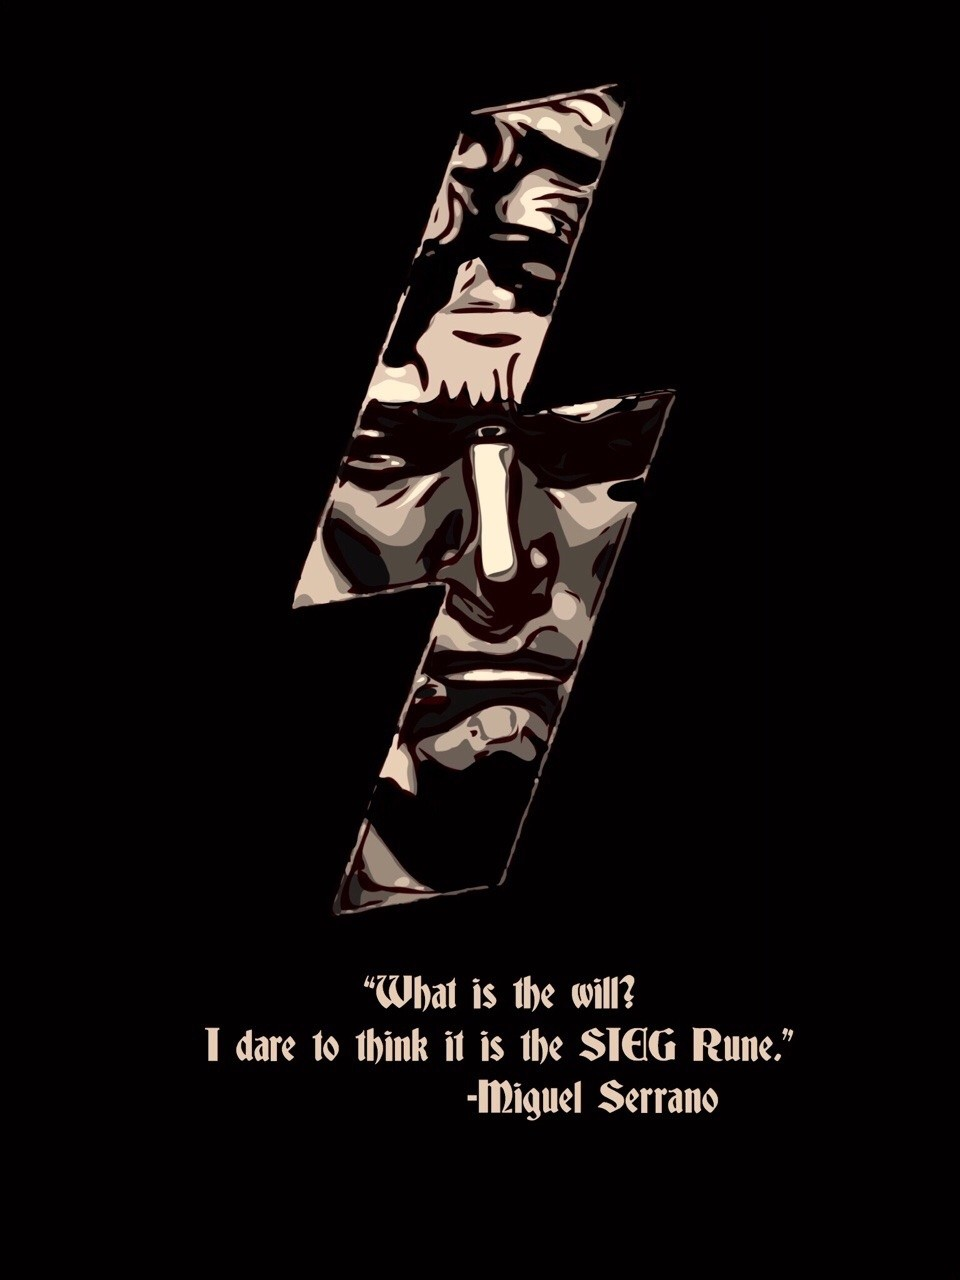 “What is the will?
I dare to think it is the SIEG Rune.”
-Miguel Serrano